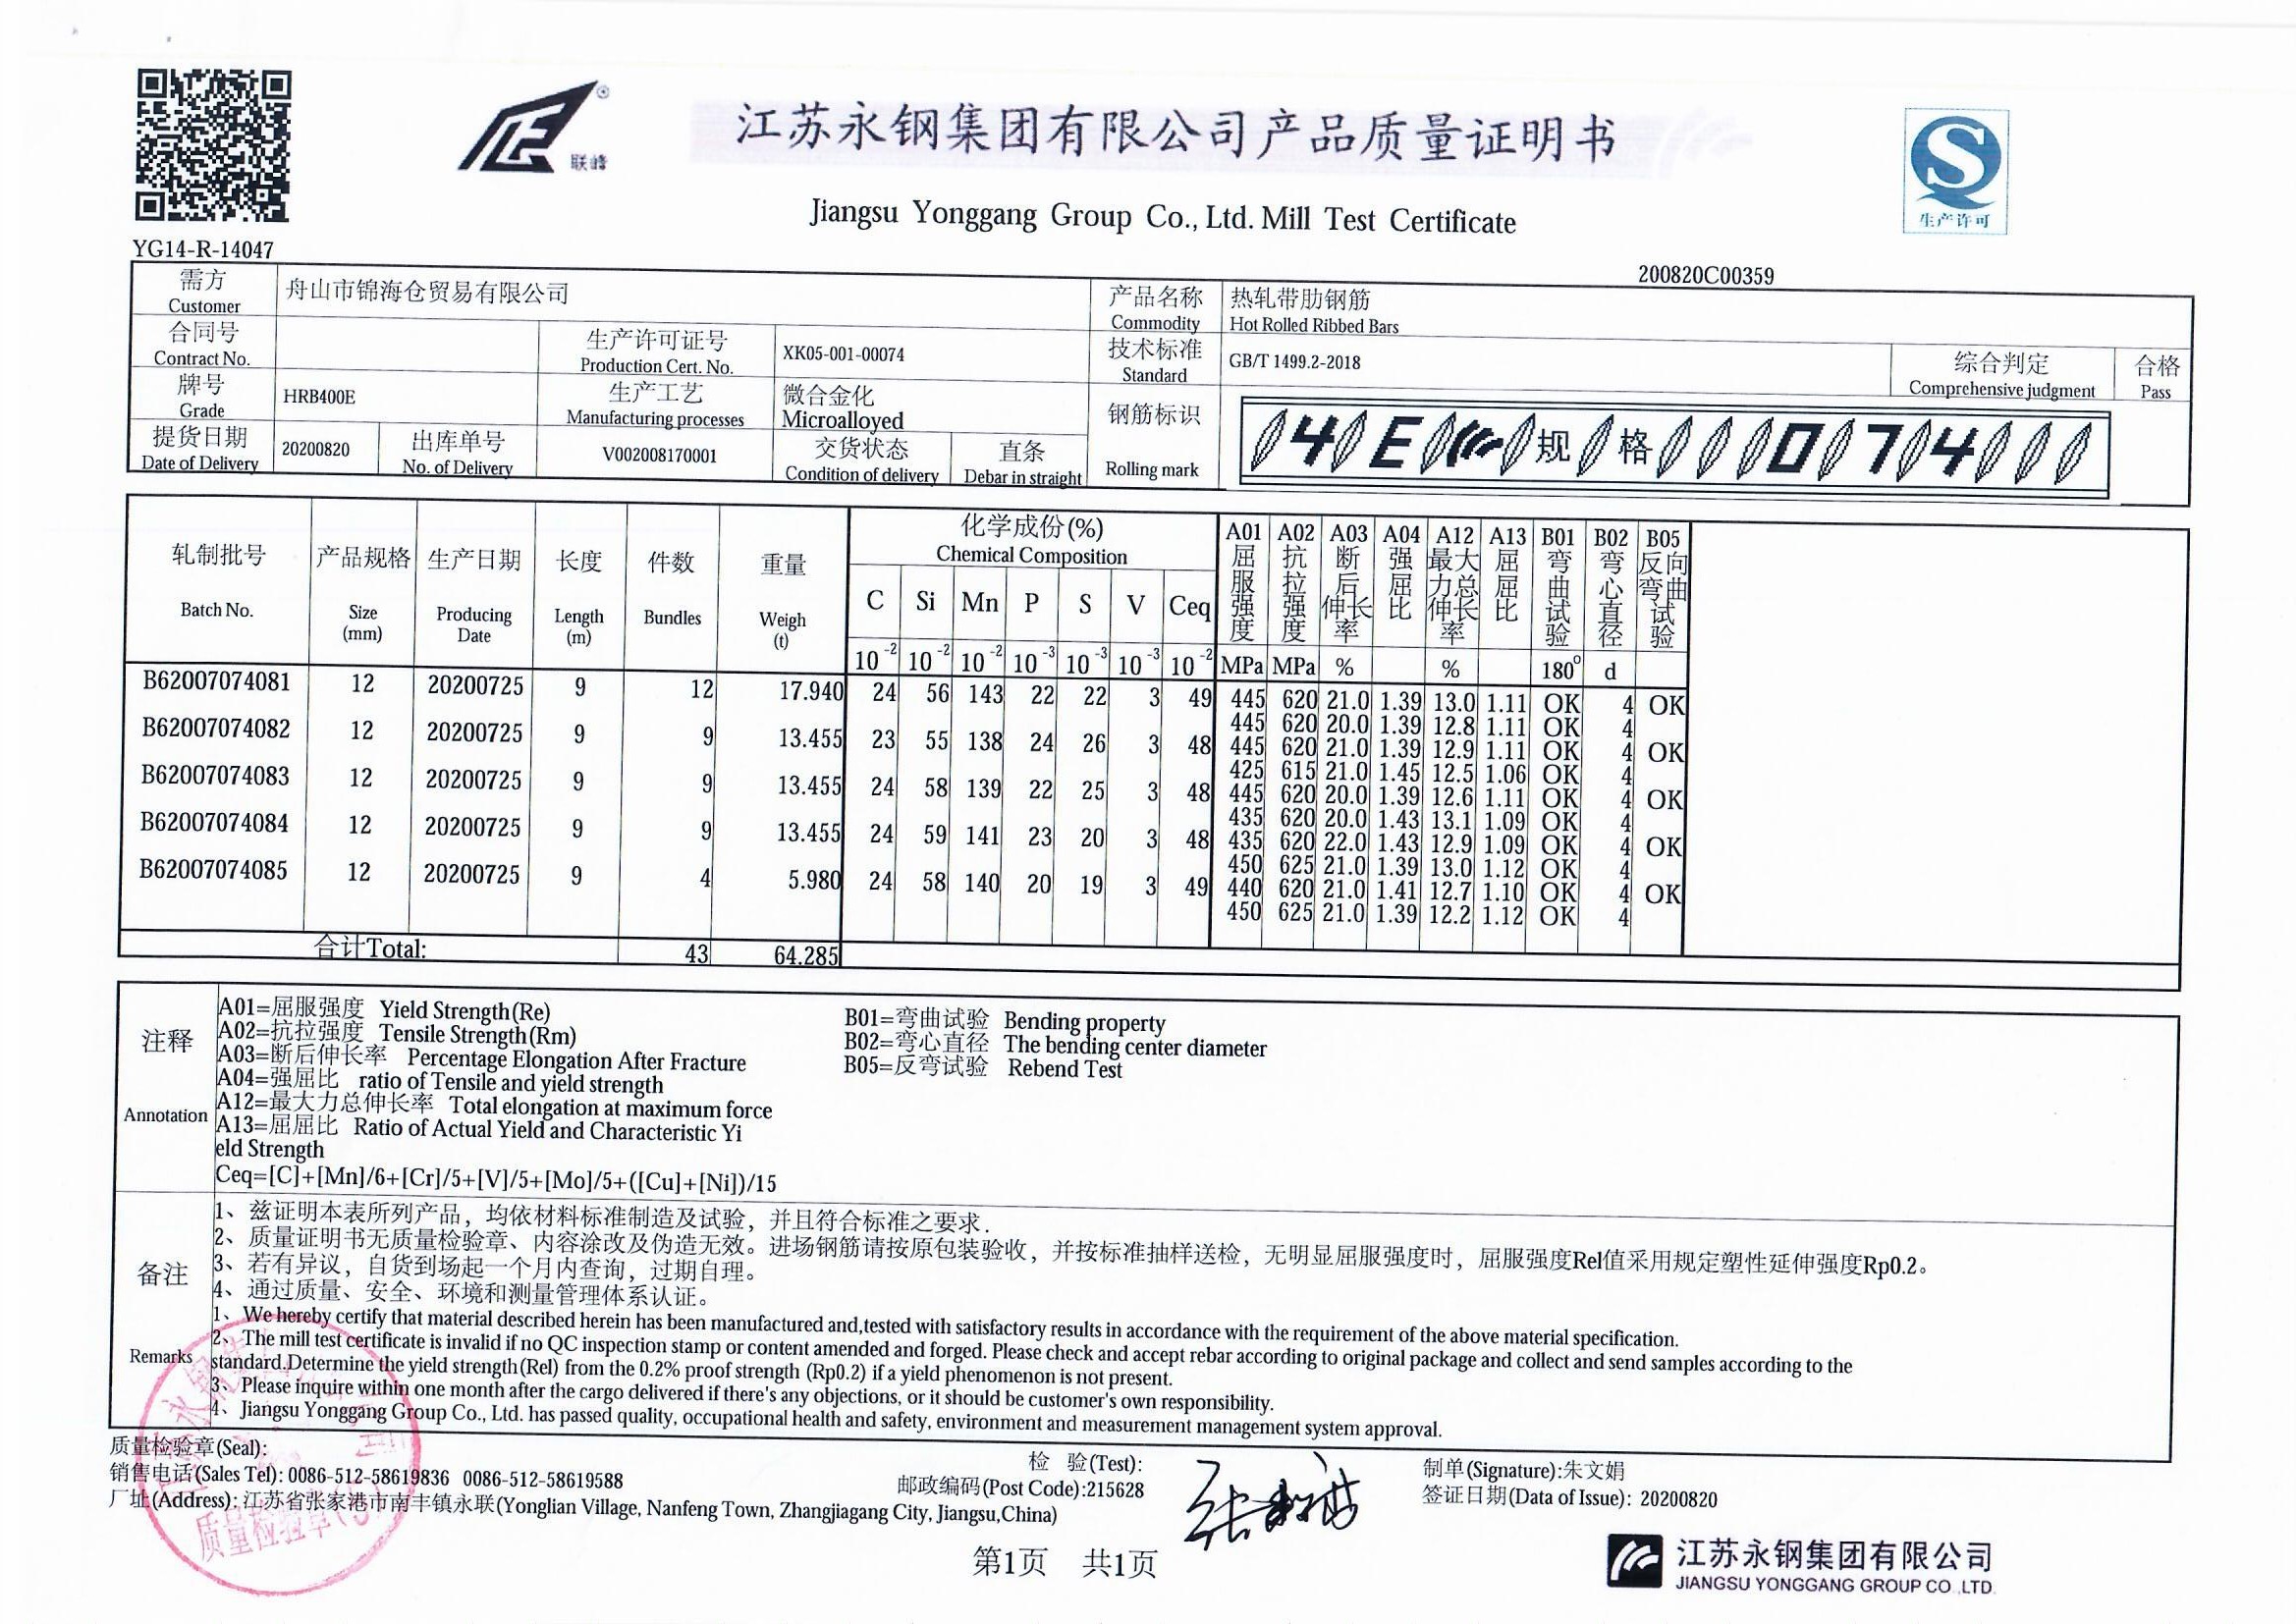 联峰
江苏永钢集团有限公司产品质量证明书
Jiangsu Yonggang Group Co., Ltd. Mill Test Certificate
生产许可
YG14-R-14047
200820C00359
需方 Customer 舟山市锦海仓贸易有限公司 产品名称 Commodity 热轧带肋钢筋 Hot Rolled Ribbed Bars
合同号 Contract No. 生产许可证号 Production Cert. No. XK05-001-00074 技术标准 Standard GB/T 1499.2-2018 综合判定 Comprehensive judgment 合格 Pass
牌号 Grade HRB400E 生产工艺 Manufacturing processes 微合金化 Microalloyed 钢筋标识 Rolling mark 4 E 规 格 0 7 4
提货日期 Date of Delivery 20200820 出库单号 No. of Delivery V002008170001 交货状态 Condition of delivery 直条 Debar in straight
轧制批号 Batch No. 产品规格 Size (mm) 生产日期 Producing Date 长度 Length (m) 件数 Bundles 重量 Weigh (t)
化学成份(%) Chemical Composition
C Si Mn P S V Ceq
10-2 10-2 10-2 10-3 10-3 10-3 10-2
A01 屈服强度 MPa A02 抗拉强度 MPa A03 断后伸长率 % A04 强屈比 A12 最大力总伸长率 % A13 屈屈比 B01 弯曲试验 180° B02 弯心直径 d B05 反向弯曲试验
B62007074081 12 20200725 9 12 17.940 24 56 143 22 22 3 49 445 620 21.0 1.39 13.0 1.11 OK 4 OK
445 620 20.0 1.39 12.8 1.11 OK 4
B62007074082 12 20200725 9 9 13.455 23 55 138 24 26 3 48 445 620 21.0 1.39 12.9 1.11 OK 4 OK
425 615 21.0 1.45 12.5 1.06 OK 4
B62007074083 12 20200725 9 9 13.455 24 58 139 22 25 3 48 445 620 20.0 1.39 12.6 1.11 OK 4 OK
435 620 20.0 1.43 13.1 1.09 OK 4
B62007074084 12 20200725 9 9 13.455 24 59 141 23 20 3 48 435 620 22.0 1.43 12.9 1.09 OK 4 OK
450 625 21.0 1.39 13.0 1.12 OK 4
B62007074085 12 20200725 9 4 5.980 24 58 140 20 19 3 49 440 620 21.0 1.41 12.7 1.10 OK 4 OK
450 625 21.0 1.39 12.2 1.12 OK 4
合计Total: 43 64.285
注释 Annotation
A01=屈服强度 Yield Strength(Re)
A02=抗拉强度 Tensile Strength(Rm)
A03=断后伸长率 Percentage Elongation After Fracture
A04=强屈比 ratio of Tensile and yield strength
A12=最大力总伸长率 Total elongation at maximum force
A13=屈屈比 Ratio of Actual Yield and Characteristic Yi
eld Strength
Ceq=[C]+[Mn]/6+[Cr]/5+[V]/5+[Mo]/5+([Cu]+[Ni])/15
B01=弯曲试验 Bending property
B02=弯心直径 The bending center diameter
B05=反弯试验 Rebend Test
备注 Remarks
1、兹证明本表所列产品，均依材料标准制造及试验，并且符合标准之要求.
2、质量证明书无质量检验章、内容涂改及伪造无效。进场钢筋请按原包装验收，并按标准抽样送检，无明显屈服强度时，屈服强度Rel值采用规定塑性延伸强度Rp0.2。
3、若有异议，自货到场起一个月内查询，过期自理。
4、通过质量、安全、环境和测量管理体系认证。
1、We hereby certify that material described herein has been manufactured and,tested with satisfactory results in accordance with the requirement of the above material specification.
2、The mill test certificate is invalid if no QC inspection stamp or content amended and forged. Please check and accept rebar according to original package and collect and send samples according to the
standard.Determine the yield strength(Rel) from the 0.2% proof strength (Rp0.2) if a yield phenomenon is not present.
3、Please inquire within one month after the cargo delivered if there's any objections, or it should be customer's own responsibility.
4、Jiangsu Yonggang Group Co., Ltd. has passed quality, occupational health and safety, environment and measurement management system approval.
质量检验章(Seal):
检 验(Test):
制单(Signature):朱文娟
销售电话(Sales Tel): 0086-512-58619836 0086-512-58619588
邮政编码(Post Code):215628
签证日期(Data of Issue): 20200820
厂址(Address): 江苏省张家港市南丰镇永联(Yonglian Village, Nanfeng Town, Zhangjiagang City, Jiangsu,China)
质量检验章
第1页 共1页
江苏永钢集团有限公司
JIANGSU YONGGANG GROUP CO.,LTD.